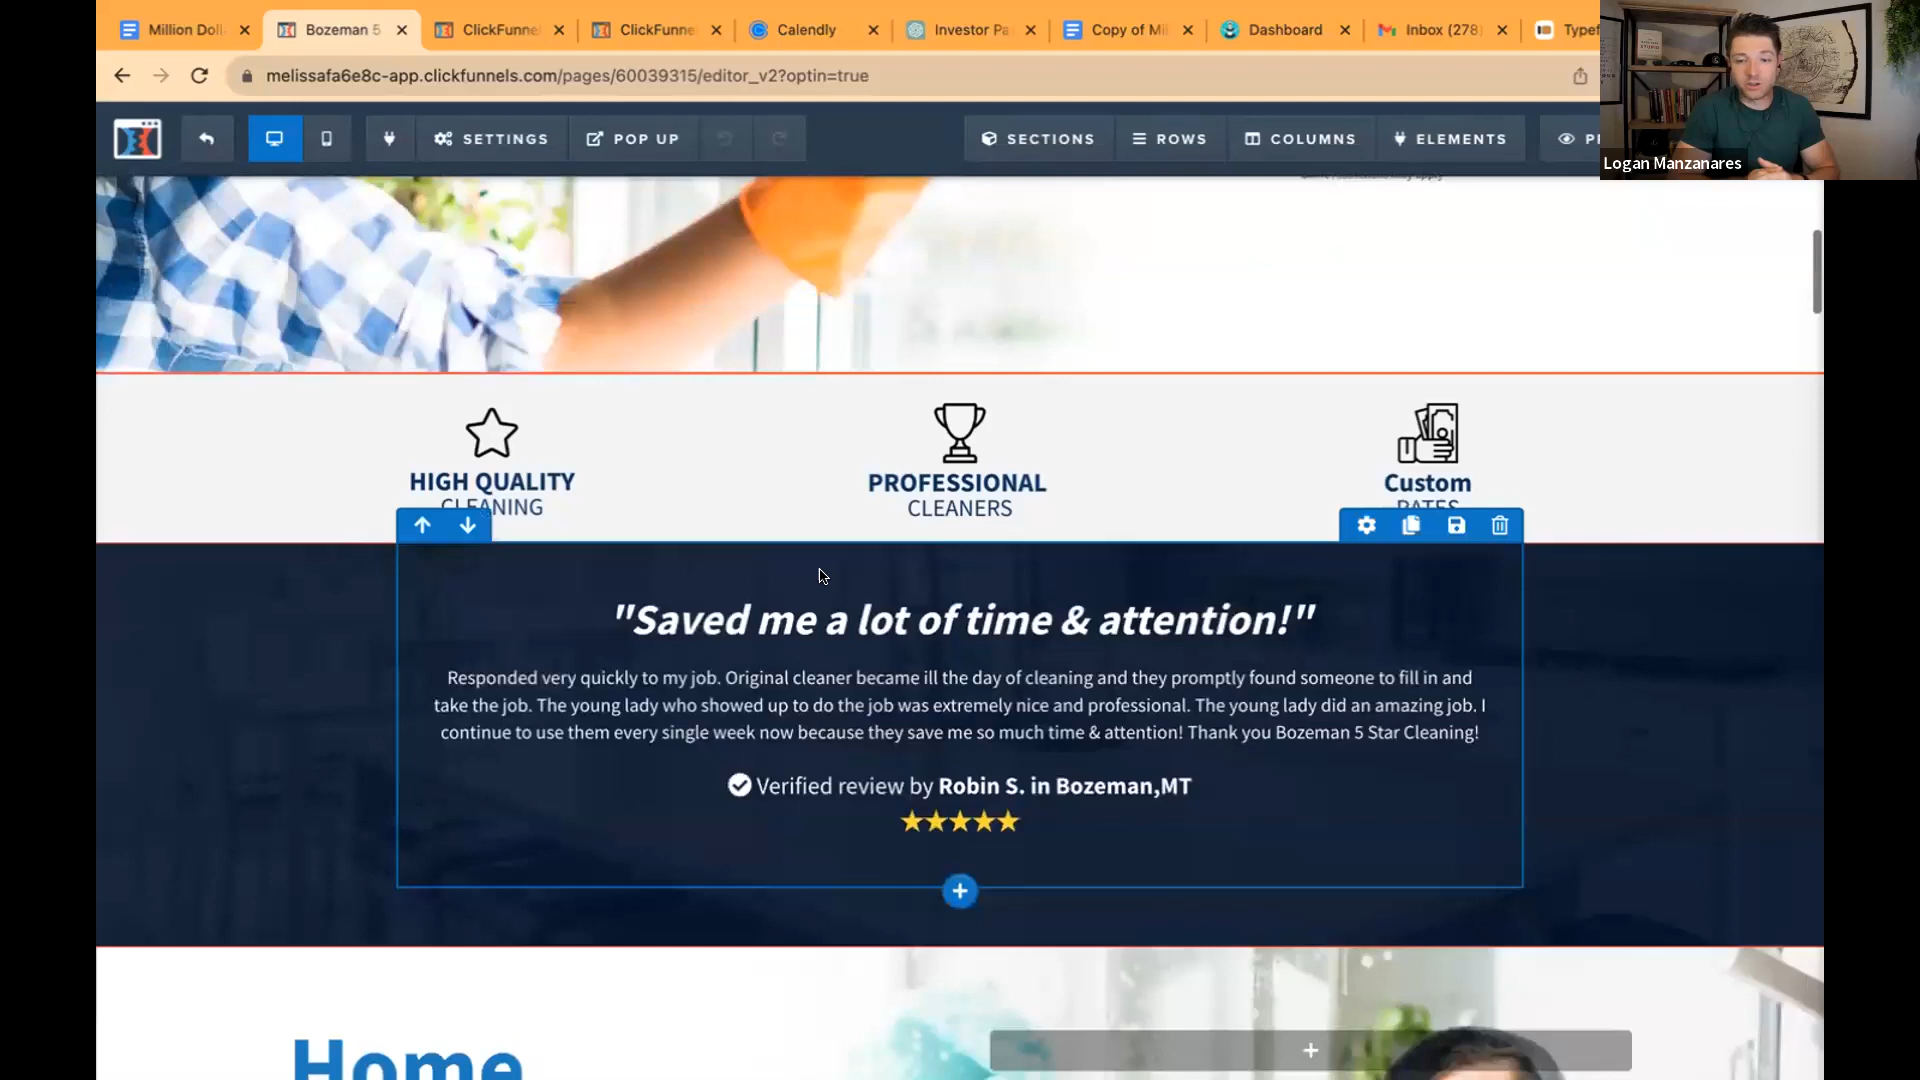 Million Doll
Bozeman 5
ClickFunne
ClickFunne
Calendly
Investor Pa
Copy of Mi
Dashboard
Inbox (278
Typef
melissafa6e8c-app.clickfunnels.com/pages/60039315/editor_v2?optin=true
SETTINGS
POP UP
SECTIONS
ROWS
COLUMNS
ELEMENTS
Logan Manzanares
HIGH QUALITY
CLEANING
PROFESSIONAL
CLEANERS
Custom
RATES
"Saved me a lot of time & attention!"
Responded very quickly to my job. Original cleaner became ill the day of cleaning and they promptly found someone to fill in and
take the job. The young lady who showed up to do the job was extremely nice and professional. The young lady did an amazing job. I
continue to use them every single week now because they save me so much time & attention! Thank you Bozeman 5 Star Cleaning!
Verified review by Robin S. in Bozeman,MT
Home